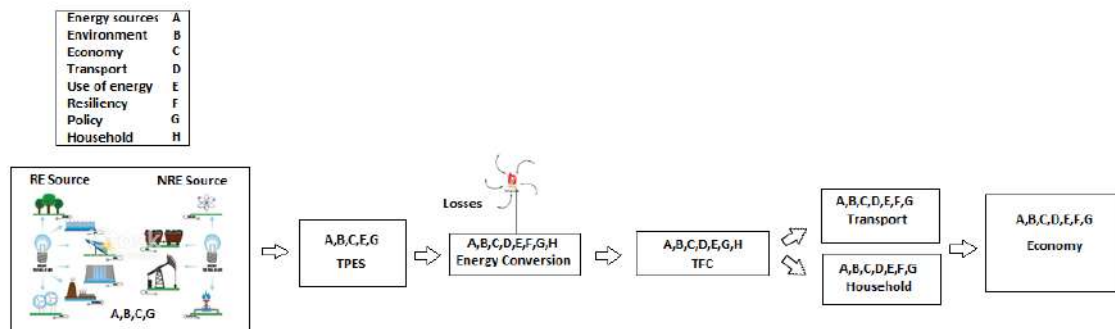 Energy sources A
Environment B
Economy C
Transport D
Use of energy E
Resiliency F
Policy G
Household H
RE Source NRE Source
A,B,C,G
A,B,C,E,G
TPES
Losses
A,B,C,D,E,F,G,H
Energy Conversion
A,B,C,D,E,G,H
TFC
A,B,C,D,E,F,G
Transport
A,B,C,D,E,F,G
Household
A,B,C,D,E,F,G
Economy